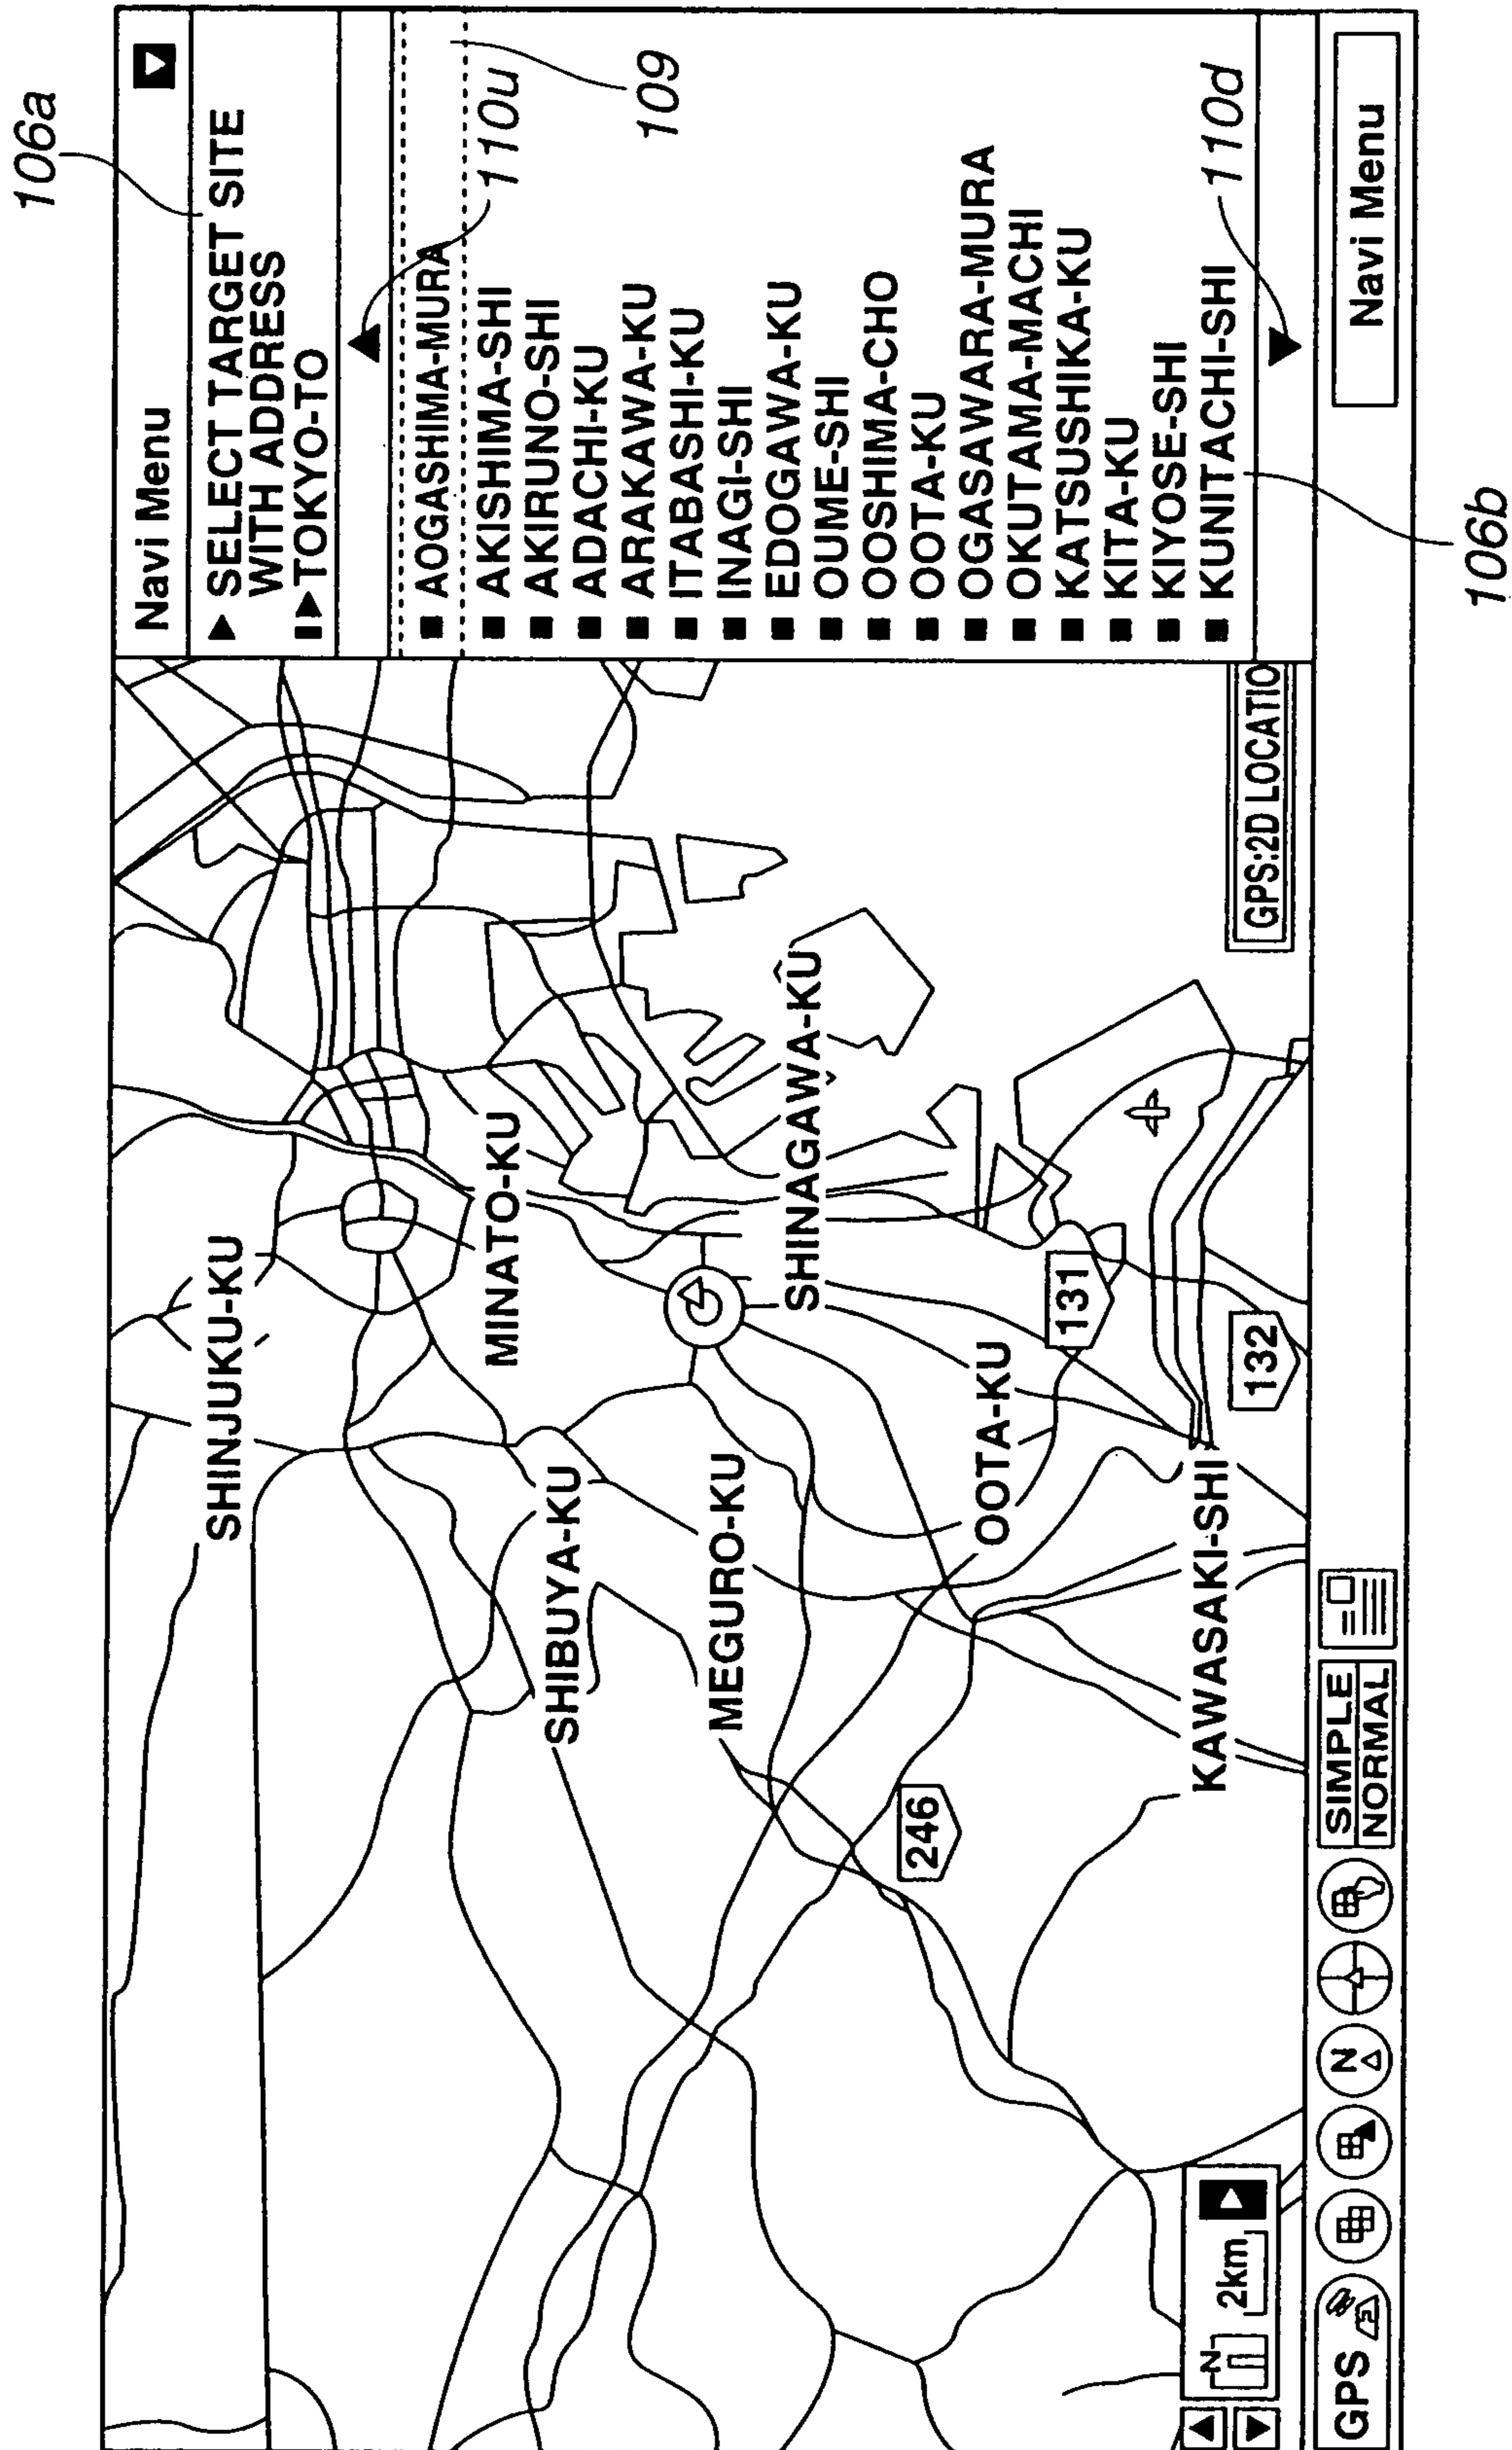 106a
Navi Menu
SELECT TARGET SITE
WITH ADDRESS
TOKYO-TO
110u
109
AOGASHIMA-MURA
AKISHIMA-SHI
AKIRUNO-SHI
ADACHI-KU
ARAKAWA-KU
ITABASHI-KU
INAGI-SHI
EDOGAWA-KU
OUME-SHI
OOSHIMA-CHO
OOTA-KU
OGASAWARA-MURA
OKUTAMA-MACHI
KATSUSHIKA-KU
KITA-KU
KIYOSE-SHI
KUNITACHI-SHI
110d
106b
SHINJUKU-KU
MINATO-KU
SHIBUYA-KU
MEGURO-KU
SHINAGAWA-KU
246
OOTA-KU
131
KAWASAKI-SHI
132
GPS:2D LOCATIO
N
2km
GPS
N
SIMPLE
NORMAL
Navi Menu